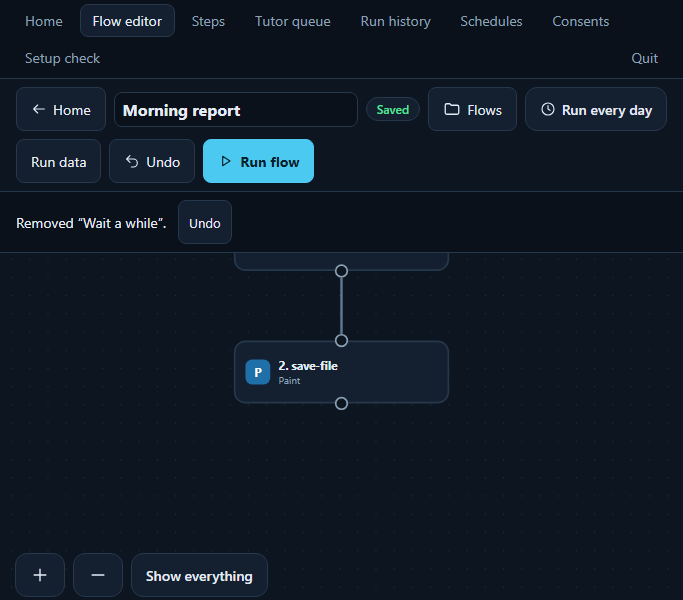 Home Flow editor Steps Tutor queue Run history Schedules Consents
Setup check Quit
Home Morning report Saved Flows Run every day
Run data Undo Run flow
Removed “Wait a while”. Undo
P 2. save-file
Paint
Show everything